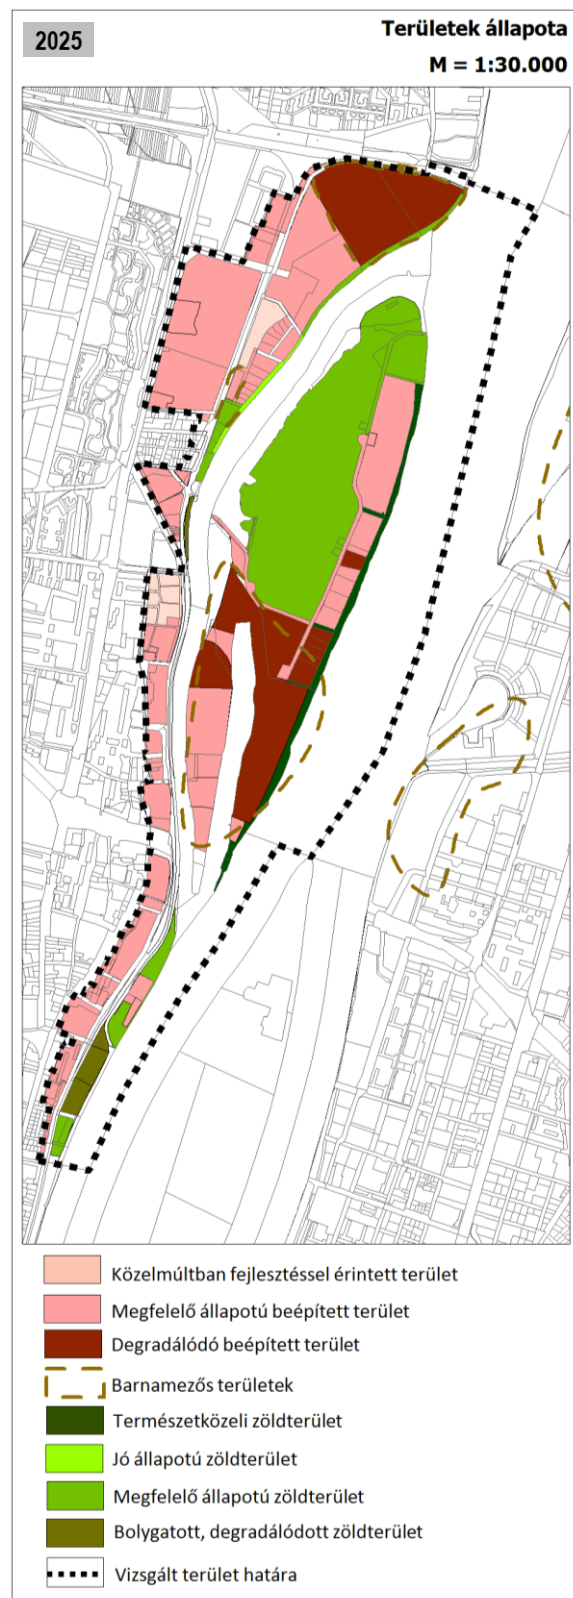 2025
Területek állapota
M = 1:30.000
Közelmúltban fejlesztéssel érintett terület
Megfelelő állapotú beépített terület
Degradálódó beépített terület
Barnamezős területek
Természetközeli zöldterület
Jó állapotú zöldterület
Megfelelő állapotú zöldterület
Bolygatott, degradálódott zöldterület
Vizsgált terület határa